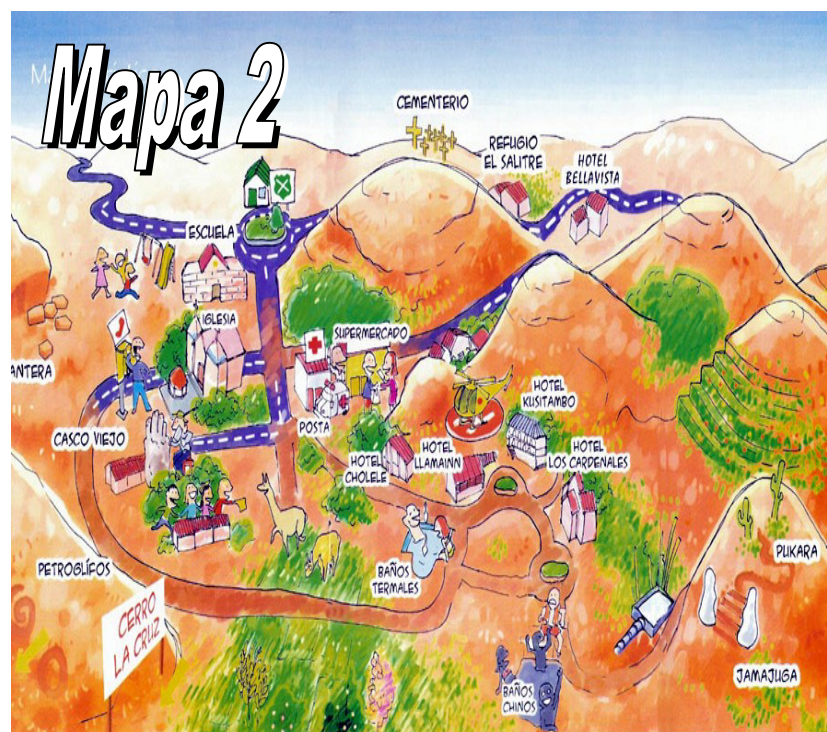 Mapa 2
CEMENTERIO
REFUGIO
EL SALITRE
HOTEL
BELLAVISTA
ESCUELA
IGLESIA
SUPERMERCADO
ANTERA
HOTEL
KUSITAMBO
CASCO VIEJO
POSTA
HOTEL
CHOLELE
HOTEL
LLAMAINN
HOTEL
LOS CARDENALES
PETROGLÍFOS
BAÑOS
TERMALES
PUKARA
CERRO
LA CRUZ
JAMAJUGA
BAÑOS
CHINOS